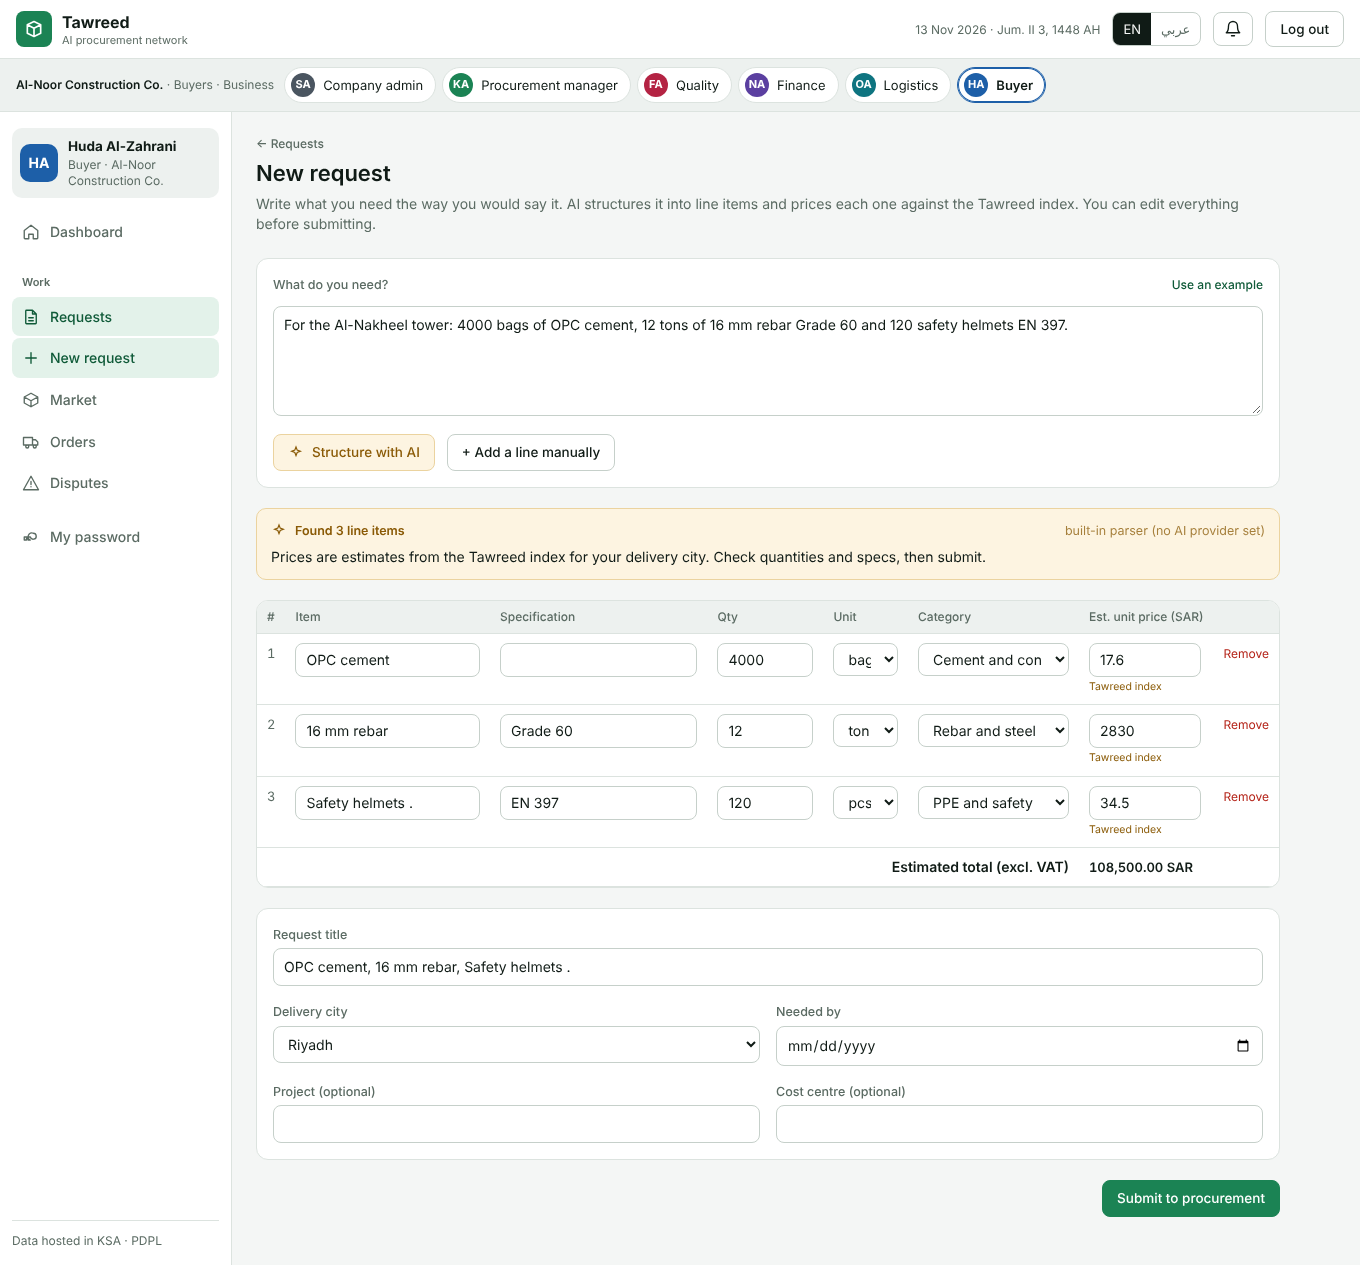 Tawreed
AI procurement network
13 Nov 2026 · Jum. II 3, 1448 AH
EN
عربي
Log out
Al-Noor Construction Co. · Buyers · Business
SA Company admin
KA Procurement manager
FA Quality
NA Finance
OA Logistics
HA Buyer
HA
Huda Al-Zahrani
Buyer · Al-Noor
Construction Co.
Dashboard
Work
Requests
New request
Market
Orders
Disputes
My password
Data hosted in KSA · PDPL
← Requests
New request
Write what you need the way you would say it. AI structures it into line items and prices each one against the Tawreed index. You can edit everything
before submitting.
What do you need?
Use an example
For the Al-Nakheel tower: 4000 bags of OPC cement, 12 tons of 16 mm rebar Grade 60 and 120 safety helmets EN 397.
Structure with AI
+ Add a line manually
Found 3 line items
built-in parser (no AI provider set)
Prices are estimates from the Tawreed index for your delivery city. Check quantities and specs, then submit.
# Item Specification Qty Unit Category Est. unit price (SAR)
1 OPC cement 4000 bag Cement and con 17.6 Remove
Tawreed index
2 16 mm rebar Grade 60 12 ton Rebar and steel 2830 Remove
Tawreed index
3 Safety helmets . EN 397 120 pcs PPE and safety 34.5 Remove
Tawreed index
Estimated total (excl. VAT) 108,500.00 SAR
Request title
OPC cement, 16 mm rebar, Safety helmets .
Delivery city
Riyadh
Needed by
mm/dd/yyyy
Project (optional)
Cost centre (optional)
Submit to procurement